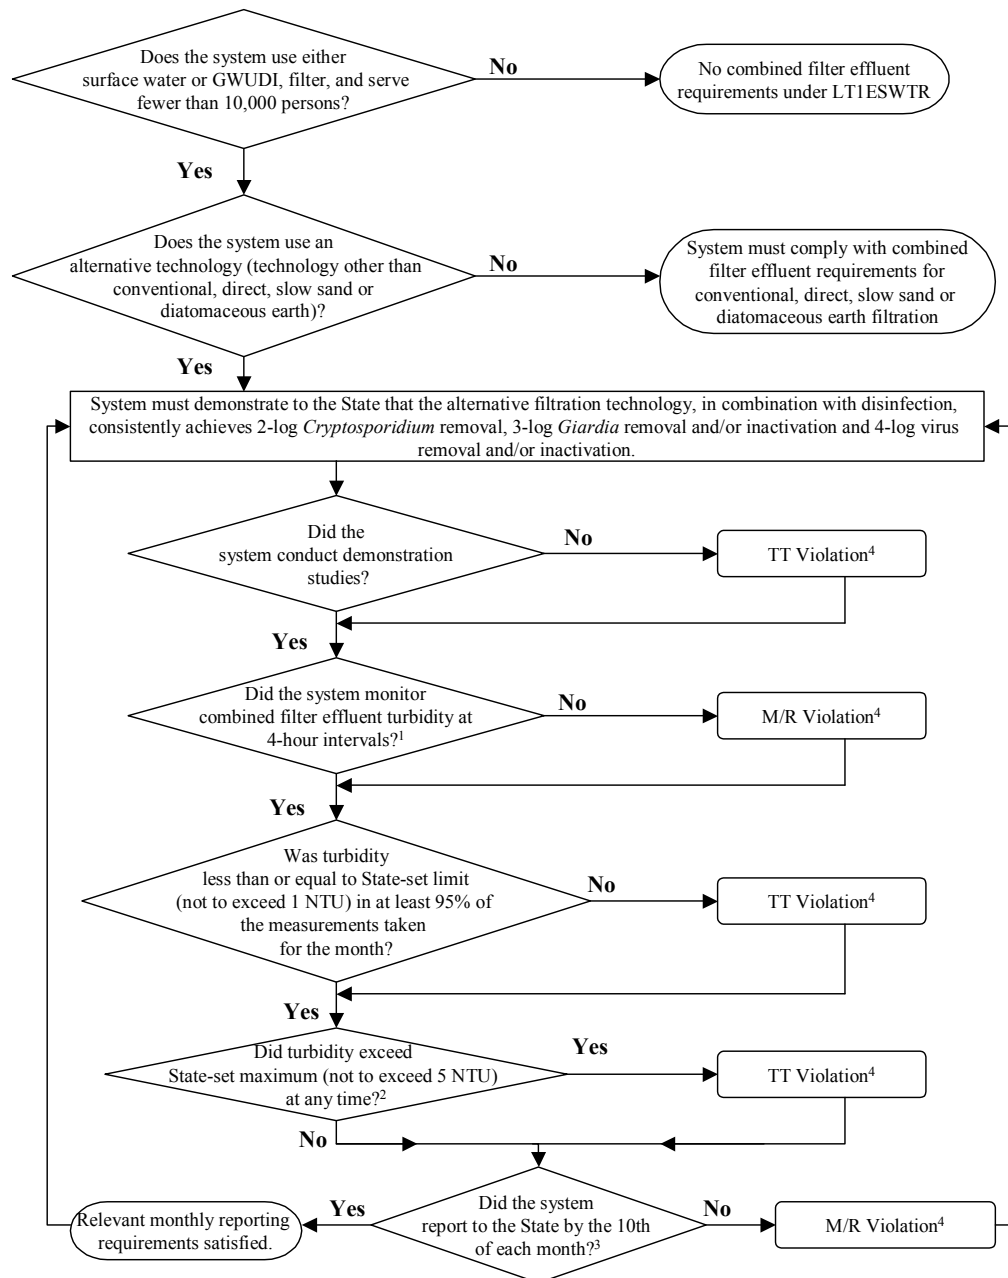 Does the system use either
surface water or GWUDI, filter, and serve
fewer than 10,000 persons?
No
No combined filter effluent
requirements under LT1ESWTR
Yes
Does the system use an
alternative technology (technology other than
conventional, direct, slow sand or
diatomaceous earth)?
No
System must comply with combined
filter effluent requirements for
conventional, direct, slow sand or
diatomaceous earth filtration
Yes
System must demonstrate to the State that the alternative filtration technology, in combination with disinfection,
consistently achieves 2-log Cryptosporidium removal, 3-log Giardia removal and/or inactivation and 4-log virus
removal and/or inactivation.
Did the
system conduct demonstration
studies?
No
TT Violation4
Yes
Did the system monitor
combined filter effluent turbidity at
4-hour intervals?1
No
M/R Violation4
Yes
Was turbidity
less than or equal to State-set limit
(not to exceed 1 NTU) in at least 95% of
the measurements taken
for the month?
No
TT Violation4
Yes
Did turbidity exceed
State-set maximum (not to exceed 5 NTU)
at any time?2
Yes
TT Violation4
No
Did the system
report to the State by the 10th
of each month?3
Yes
Relevant monthly reporting
requirements satisfied.
No
M/R Violation4